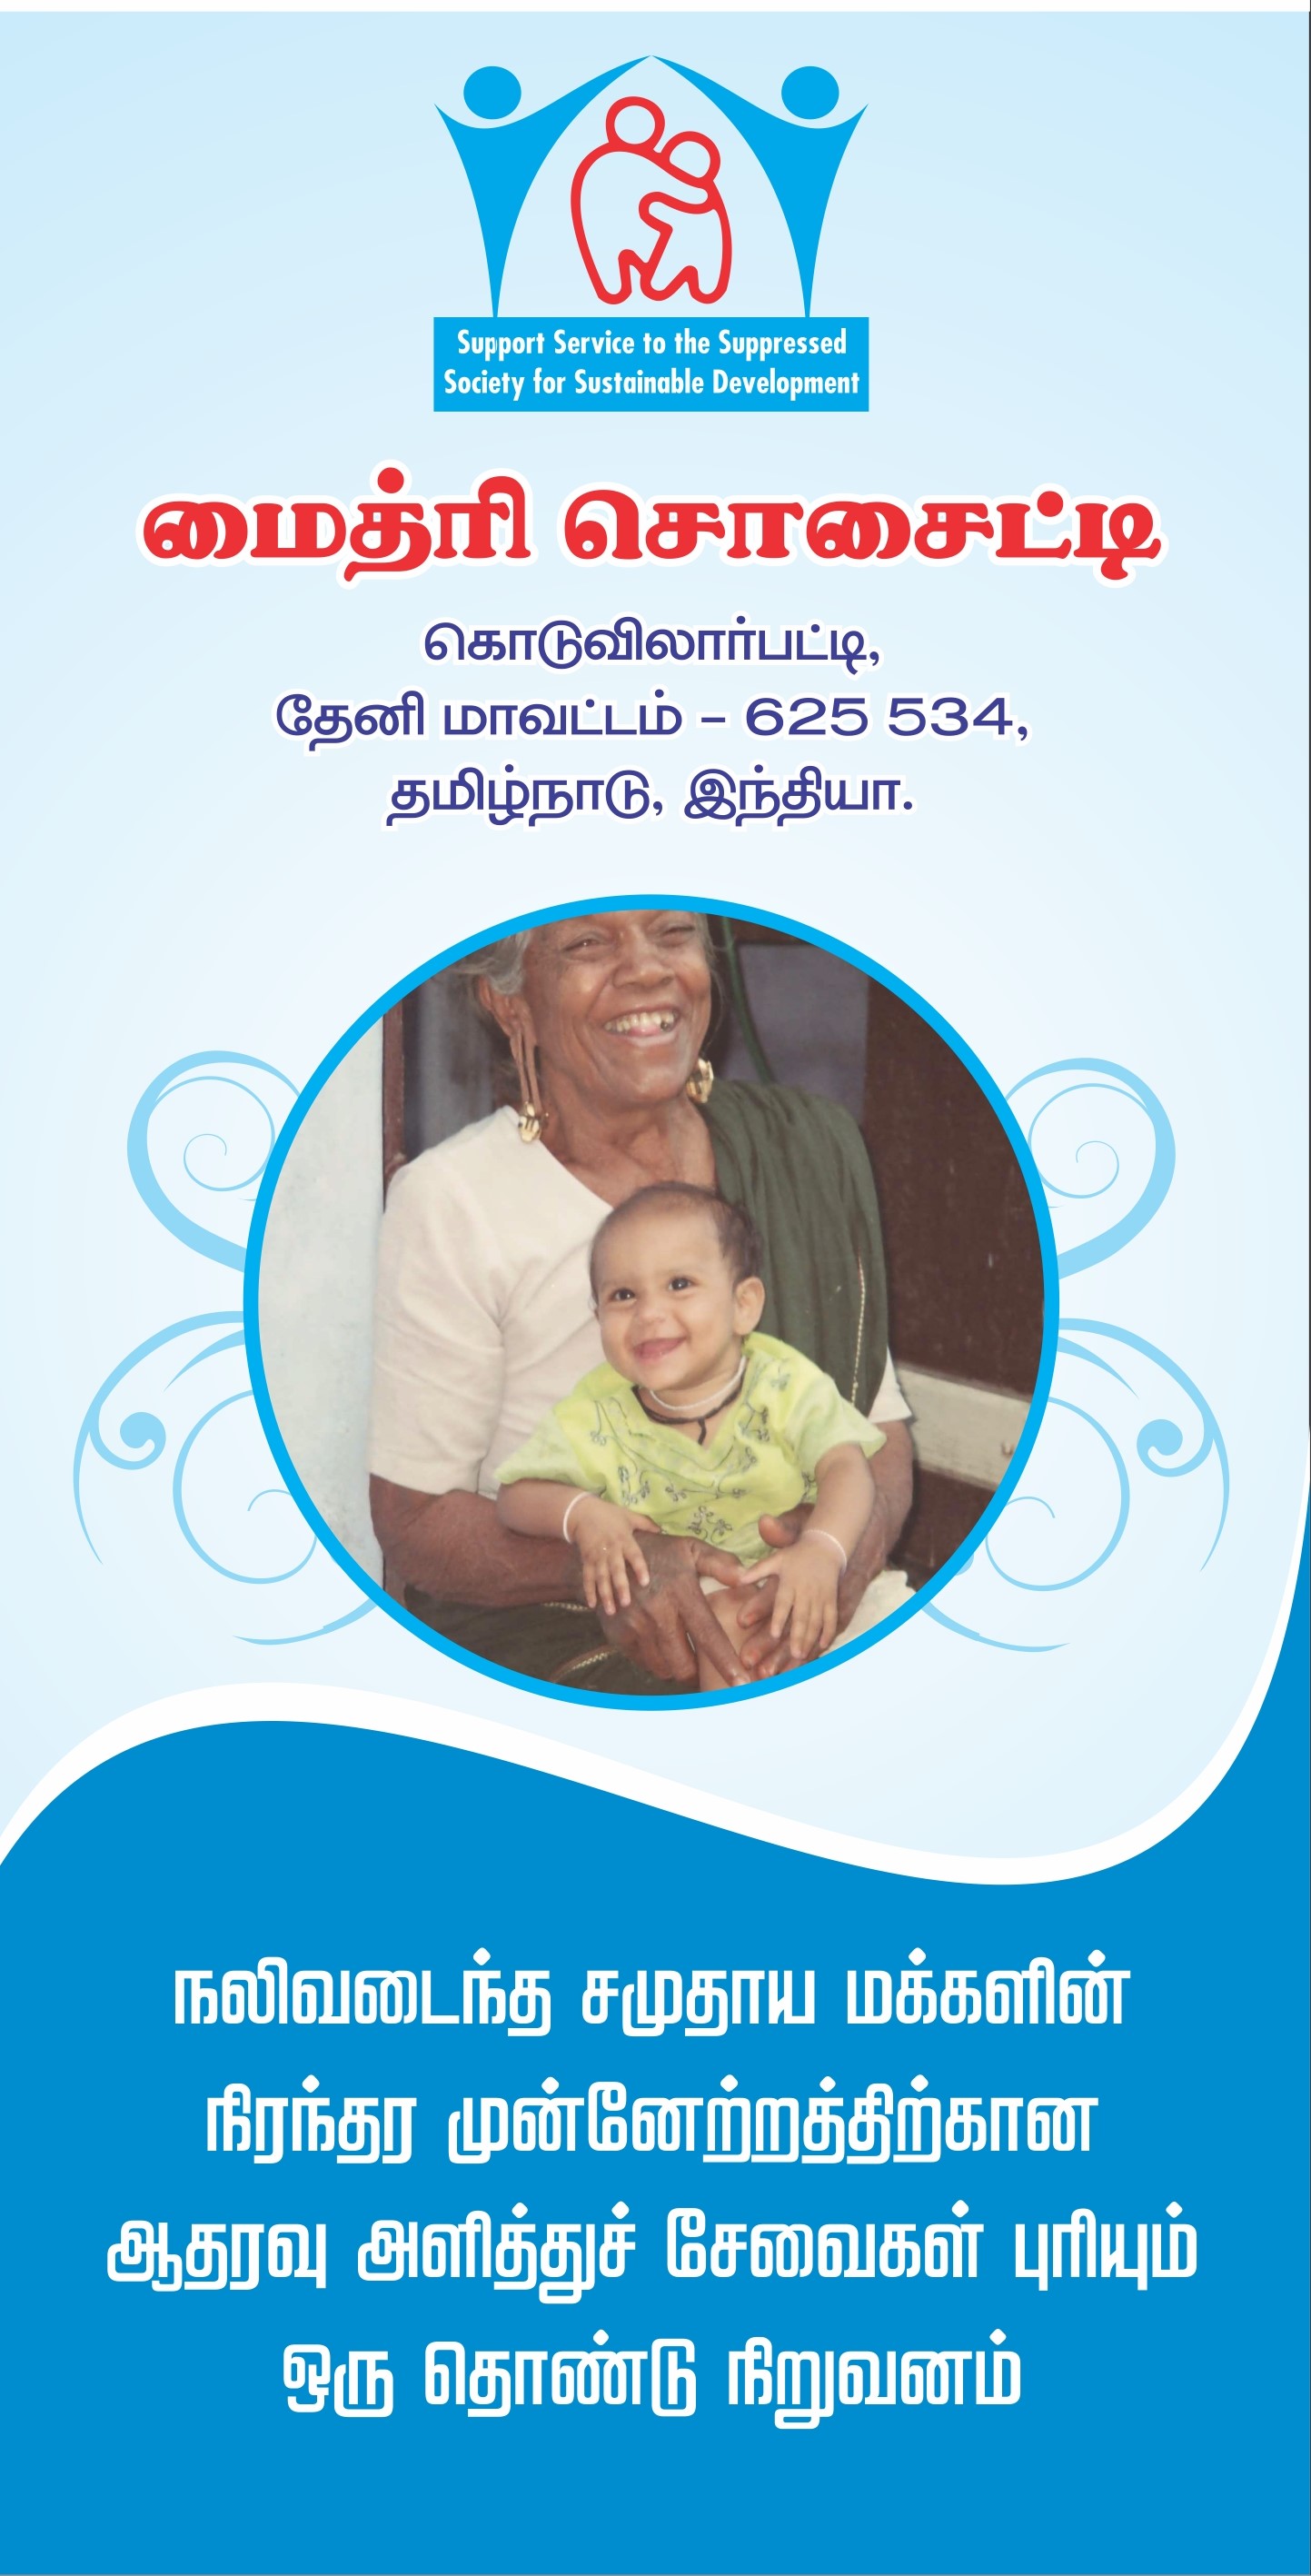 Support Service to the Suppressed
Society for Sustainable Development
மைத்ரி சொசைட்டி
கொடுவிலார்பட்டி,
தேனி மாவட்டம் – 625 534,
தமிழ்நாடு, இந்தியா.
நலிவடைந்த சமுதாய மக்களின்
நிரந்தர முன்னேற்றத்திற்கான
ஆதரவு அளித்துச் சேவைகள் புரியும்
ஒரு தொண்டு நிறுவனம்